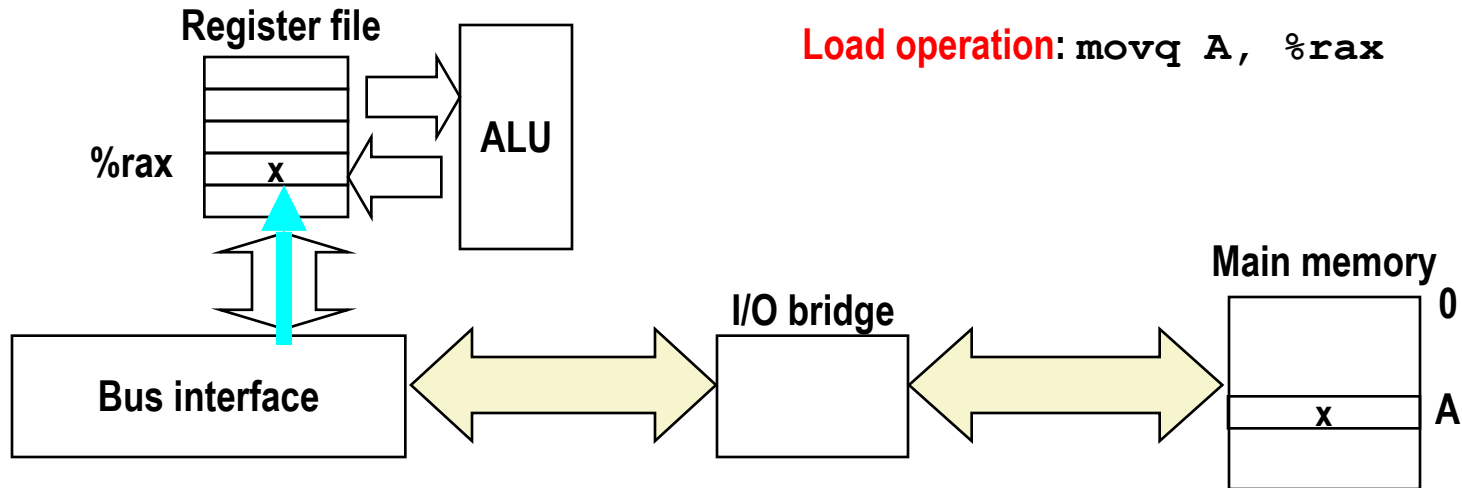 Register file
Load operation: movq A, %rax
ALU
%rax
x
Main memory
I/O bridge
0
Bus interface
x
A